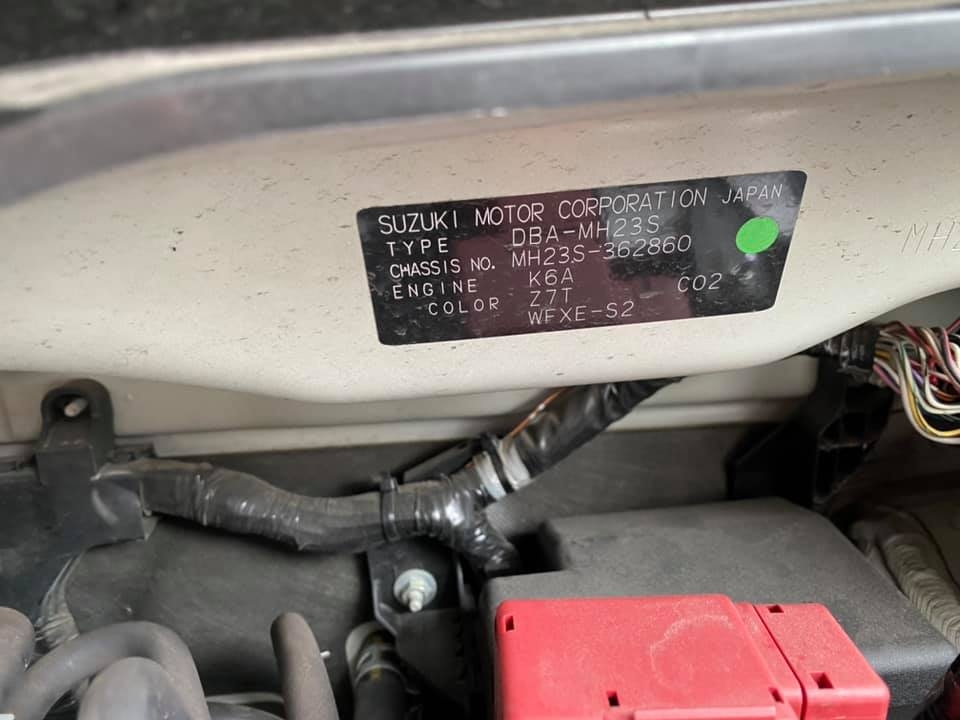 SUZUKI MOTOR CORPORATION JAPAN
TYPE DBA-MH23S
CHASSIS NO. MH23S-362860
ENGINE K6A
COLOR Z7T C02
WFXE-S2